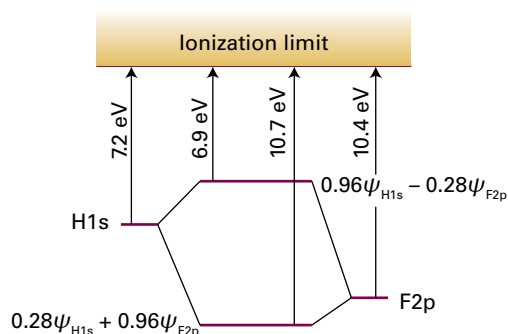 Ionization limit
7.2 eV
6.9 eV
10.7 eV
10.4 eV
0.96ψH1s – 0.28ψF2p
H1s
F2p
0.28ψH1s + 0.96ψF2p